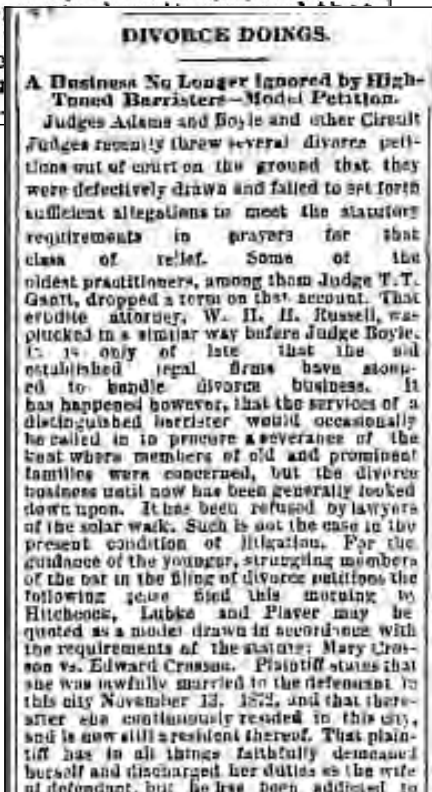 DIVORCE DOINGS.
A Business No Longer Ignored by High-
Toned Barristers—Model Petition.
Judges Adams and Boyle and other Circuit
Judges recently threw several divorce peti-
tions out of court on the ground that they
were defectively drawn and failed to set forth
sufficient allegations to meet the statutory
requirements in prayers for that
class of relief. Some of the
oldest practitioners, among them Judge T. T.
Gantt, dropped a term on that account. That
erudite attorney, W. H. H. Russell, was
plucked in a similar way before Judge Boyle.
It is only of late that the old
established legal firms have stoop-
ed to handle divorce business. It
has happened however, that the services of a
distinguished barrister would occasionally
be called in to procure a severance of the
knot where members of old and prominent
families were concerned, but the divorce
business until now has been generally looked
down upon. It has been refused by lawyers
of the solar walk. Such is not the case in the
present condition of litigation. For the
guidance of the younger, struggling members
of the bar in the filing of divorce petitions the
following filed this morning by
Hitchcock, Lubke and Player may be
quoted as a model drawn in accordance with
the requirements of the statute: Mary Cros-
son vs. Edward Crosson. Plaintiff states that
she was lawfully married to the defendant in
this city November 13, 1872, and that there-
after she continuously resided in this city,
and is now still a resident thereof. That plain-
tiff has in all things faithfully demeaned
herself and discharged her duties as the wife
of defendant, but he has been addicted to